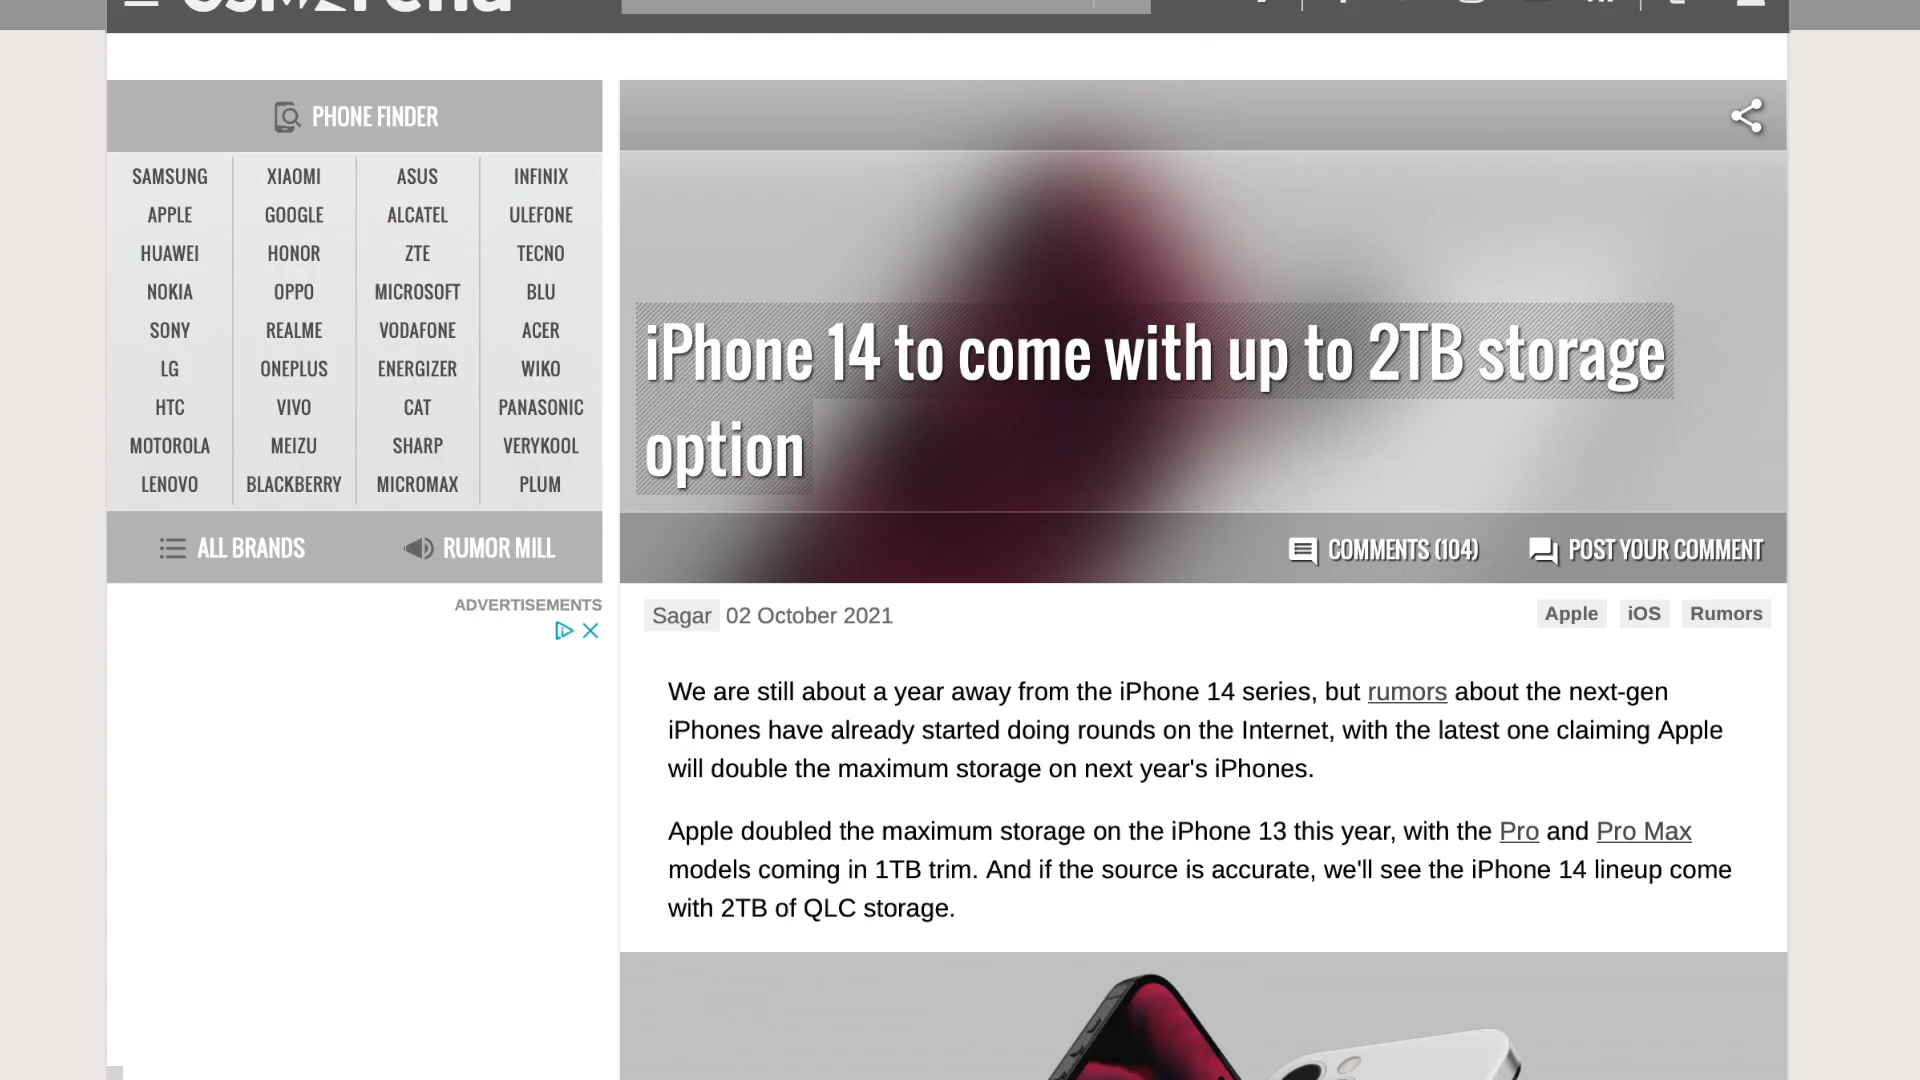 PHONE FINDER
SAMSUNG XIAOMI ASUS INFINIX
APPLE GOOGLE ALCATEL ULEFONE
HUAWEI HONOR ZTE TECNO
NOKIA OPPO MICROSOFT BLU
SONY REALME VODAFONE ACER
LG ONEPLUS ENERGIZER WIKO
HTC VIVO CAT PANASONIC
MOTOROLA MEIZU SHARP VERYKOOL
LENOVO BLACKBERRY MICROMAX PLUM
ALL BRANDS RUMOR MILL
ADVERTISEMENTS
iPhone 14 to come with up to 2TB storage
option
COMMENTS (104) POST YOUR COMMENT
Sagar 02 October 2021 Apple iOS Rumors
We are still about a year away from the iPhone 14 series, but rumors about the next-gen
iPhones have already started doing rounds on the Internet, with the latest one claiming Apple
will double the maximum storage on next year's iPhones.
Apple doubled the maximum storage on the iPhone 13 this year, with the Pro and Pro Max
models coming in 1TB trim. And if the source is accurate, we'll see the iPhone 14 lineup come
with 2TB of QLC storage.